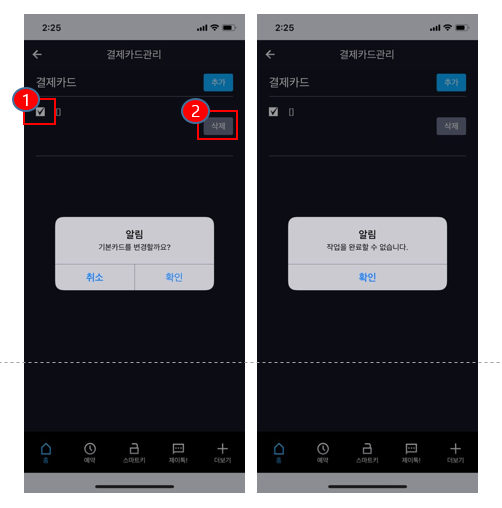 2:25
결제카드관리
결제카드
추가
1
[]
2
삭제
알림
기본카드를 변경할까요?
취소
확인
홈
예약
스마트키
제이톡!
더보기
2:25
결제카드관리
결제카드
추가
[]
삭제
알림
작업을 완료할 수 없습니다.
확인
홈
예약
스마트키
제이톡!
더보기